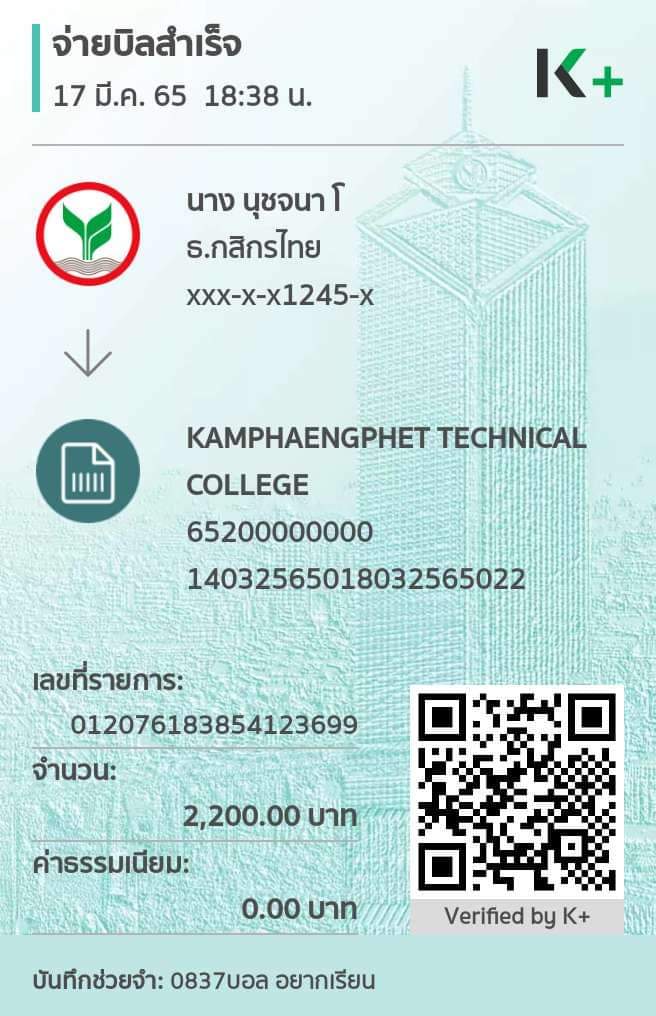 จ่ายบิลสำเร็จ
17 มี.ค. 65 18:38 น.
K+
นาง นุชจนา โ
ธ.กสิกรไทย
xxx-x-x1245-x
KAMPHAENGPHET TECHNICAL
COLLEGE
65200000000
14032565018032565022
เลขที่รายการ:
012076183854123699
จำนวน:
2,200.00 บาท
ค่าธรรมเนียม:
0.00 บาท
Verified by K+
บันทึกช่วยจำ: 0837บอล อยากเรียน